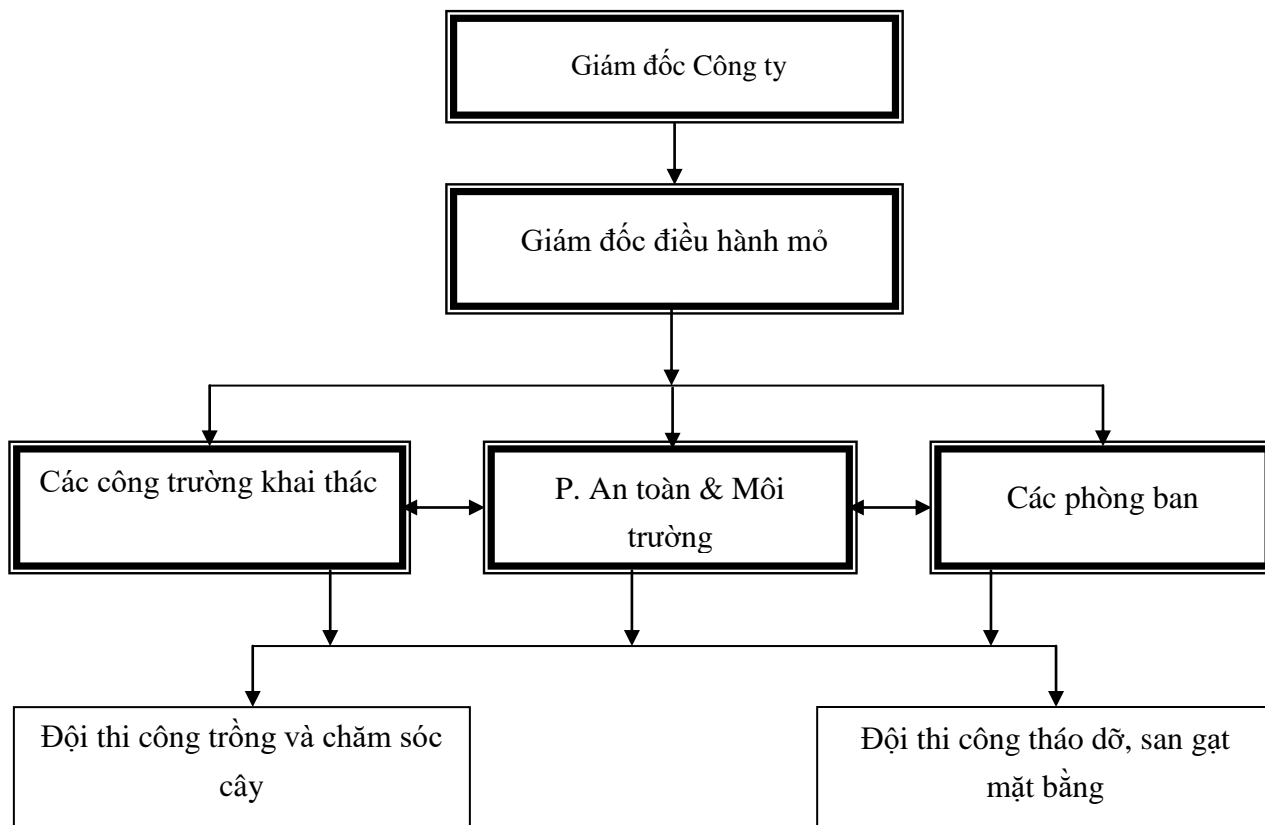 Giám đốc Công ty
Giám đốc điều hành mỏ
Các công trường khai thác
P. An toàn & Môi
trường
Các phòng ban
Đội thi công trồng và chăm sóc
cây
Đội thi công tháo dỡ, san gạt
mặt bằng